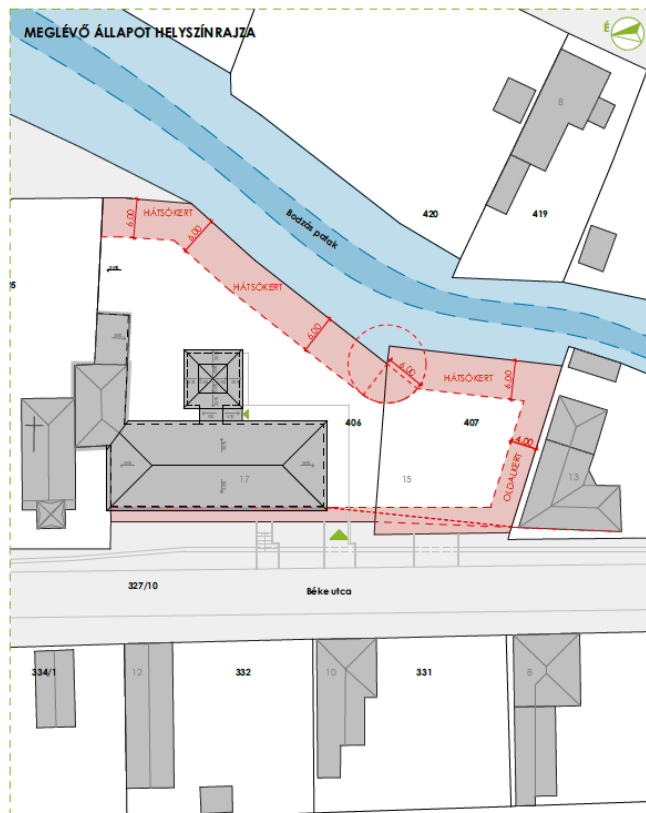 MEGLÉVŐ ÁLLAPOT HELYSZÍNRAJZA
É
8
420
419
Bodzás patak
HÁTSÓKERT
6.00
6.00
HÁTSÓKERT
6.00
6.00
HÁTSÓKERT
6.00
406
407
4.00
OLDALKERT
17
15
13
327/10
Béke utca
334/1
12
332
10
331
8